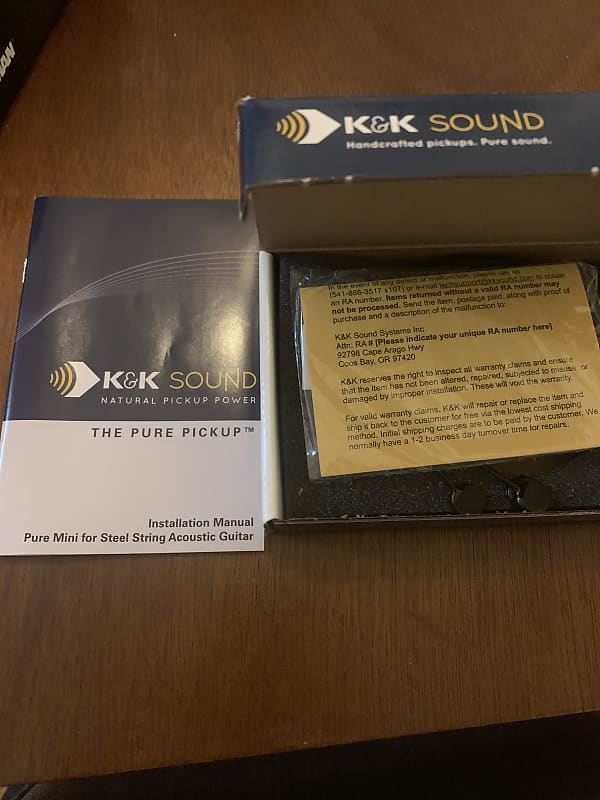 K&K SOUND
Handcrafted pickups. Pure sound.
In the event of any defect or malfunction, please call us
(541-888-3517 x107) or e-mail techsupport@kksound.com to obtain
an RA number. Items returned without a valid RA number may
not be processed. Send the item, postage paid, along with proof of
purchase and a description of the malfunction to:
K&K Sound Systems Inc
Attn: RA # [Please indicate your unique RA number here]
92798 Cape Arago Hwy
Coos Bay, OR 97420
K&K reserves the right to inspect all warranty claims and ensure
that the item has not been altered, repaired, subjected to misuse, or
damaged by improper installation. These will void the warranty.
For valid warranty claims, K&K will repair or replace the item and
ship it back to the customer for free via the lowest cost shipping
method. Initial shipping charges are to be paid by the customer. We
normally have a 1-2 business day turnover time for repairs.
K&K SOUND
NATURAL PICKUP POWER
THE PURE PICKUP™
Installation Manual
Pure Mini for Steel String Acoustic Guitar